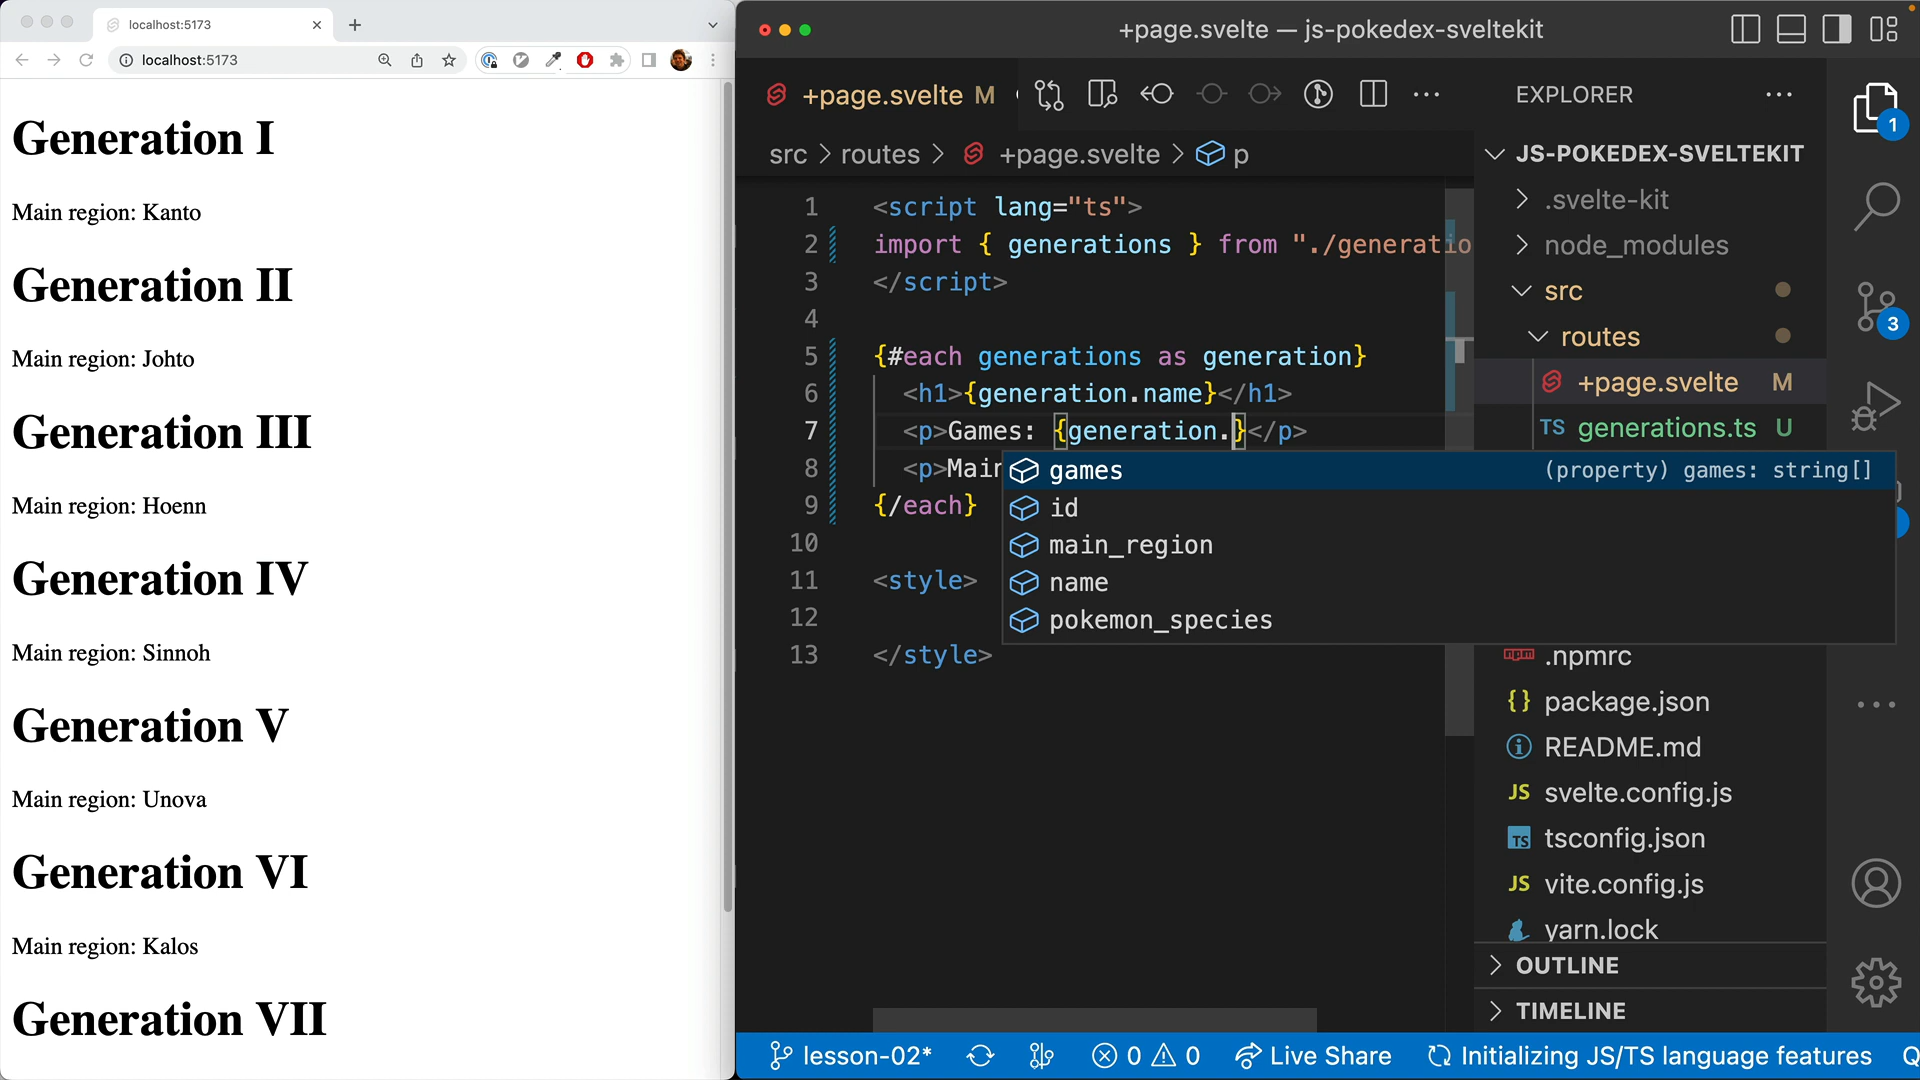 localhost:5173
localhost:5173
Generation I
Main region: Kanto
Generation II
Main region: Johto
Generation III
Main region: Hoenn
Generation IV
Main region: Sinnoh
Generation V
Main region: Unova
Generation VI
Main region: Kalos
Generation VII
+page.svelte — js-pokedex-sveltekit
+page.svelte M
src > routes > +page.svelte > p
1 <script lang="ts">
2 import { generations } from "./generatio
3 </script>
4
5 {#each generations as generation}
6 <h1>{generation.name}</h1>
7 <p>Games: {generation.}</p>
8 <p>Main
9 {/each}
10
11 <style>
12
13 </style>
games (property) games: string[]
id
main_region
name
pokemon_species
EXPLORER
JS-POKEDEX-SVELTEKIT
.svelte-kit
node_modules
src
routes
+page.svelte M
TS generations.ts U
.npmrc
{} package.json
README.md
JS svelte.config.js
TS tsconfig.json
JS vite.config.js
yarn.lock
OUTLINE
TIMELINE
1
3
lesson-02* 0 0 Live Share Initializing JS/TS language features